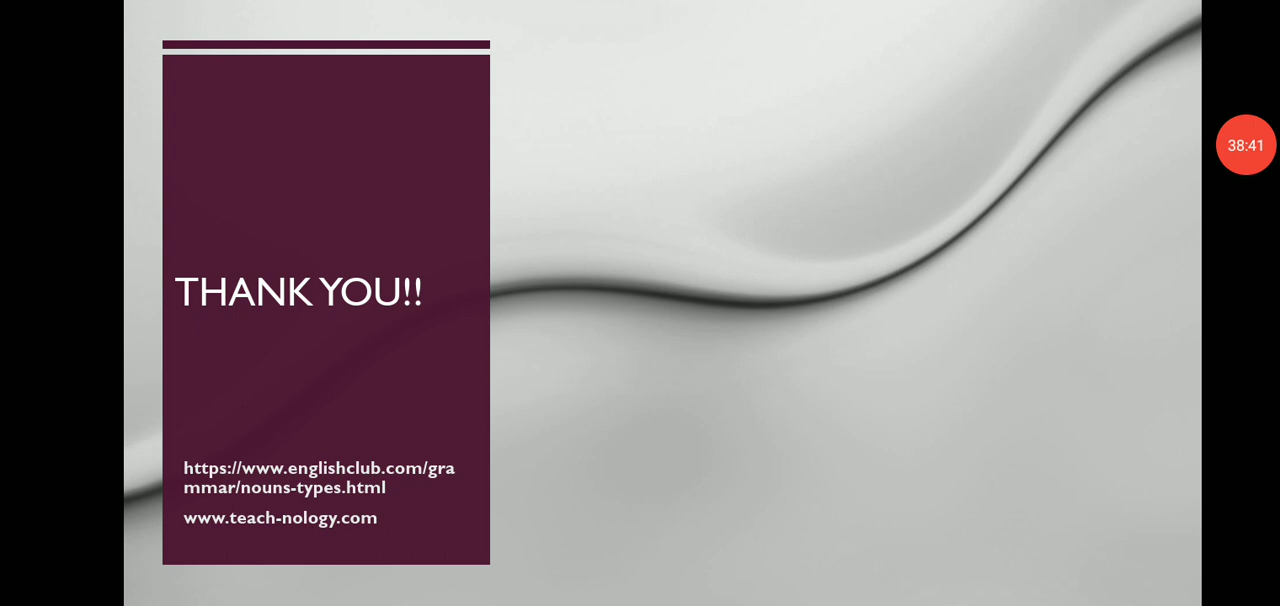 38:41
THANK YOU!!
https://www.englishclub.com/gra
mmar/nouns-types.html
www.teach-nology.com